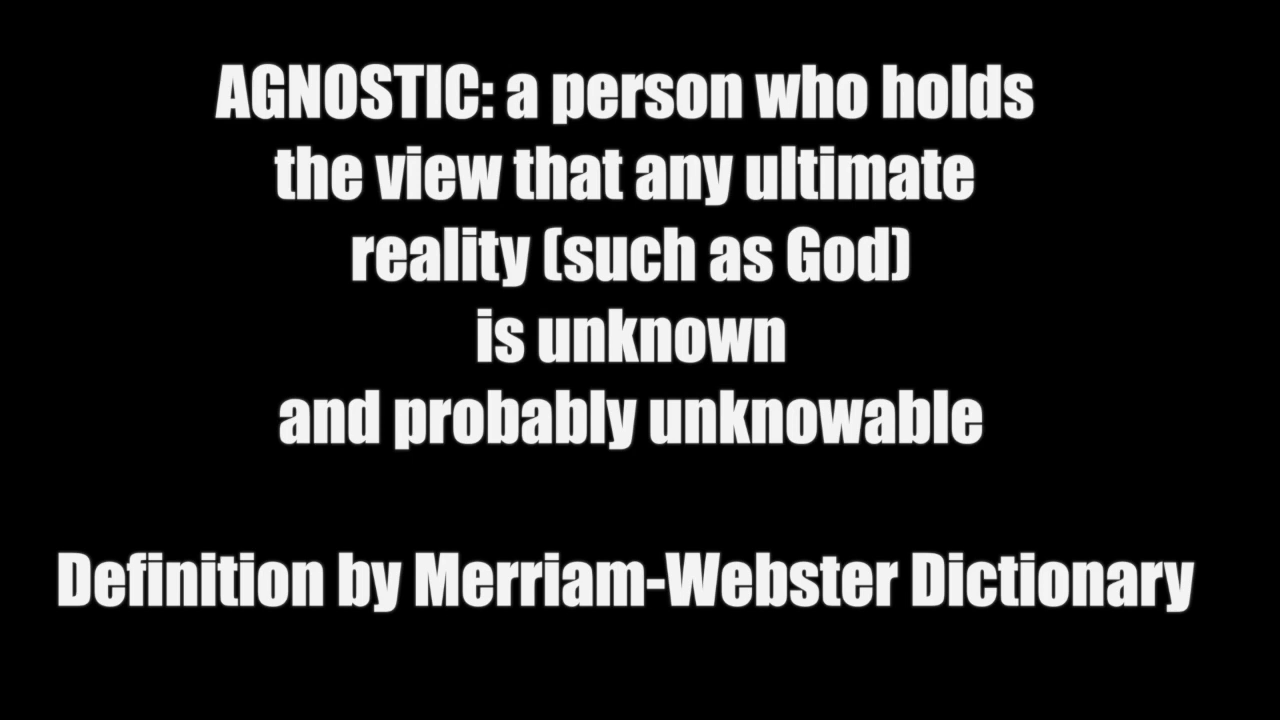 AGNOSTIC: a person who holds
the view that any ultimate
reality (such as God)
is unknown
and probably unknowable
Definition by Merriam-Webster Dictionary